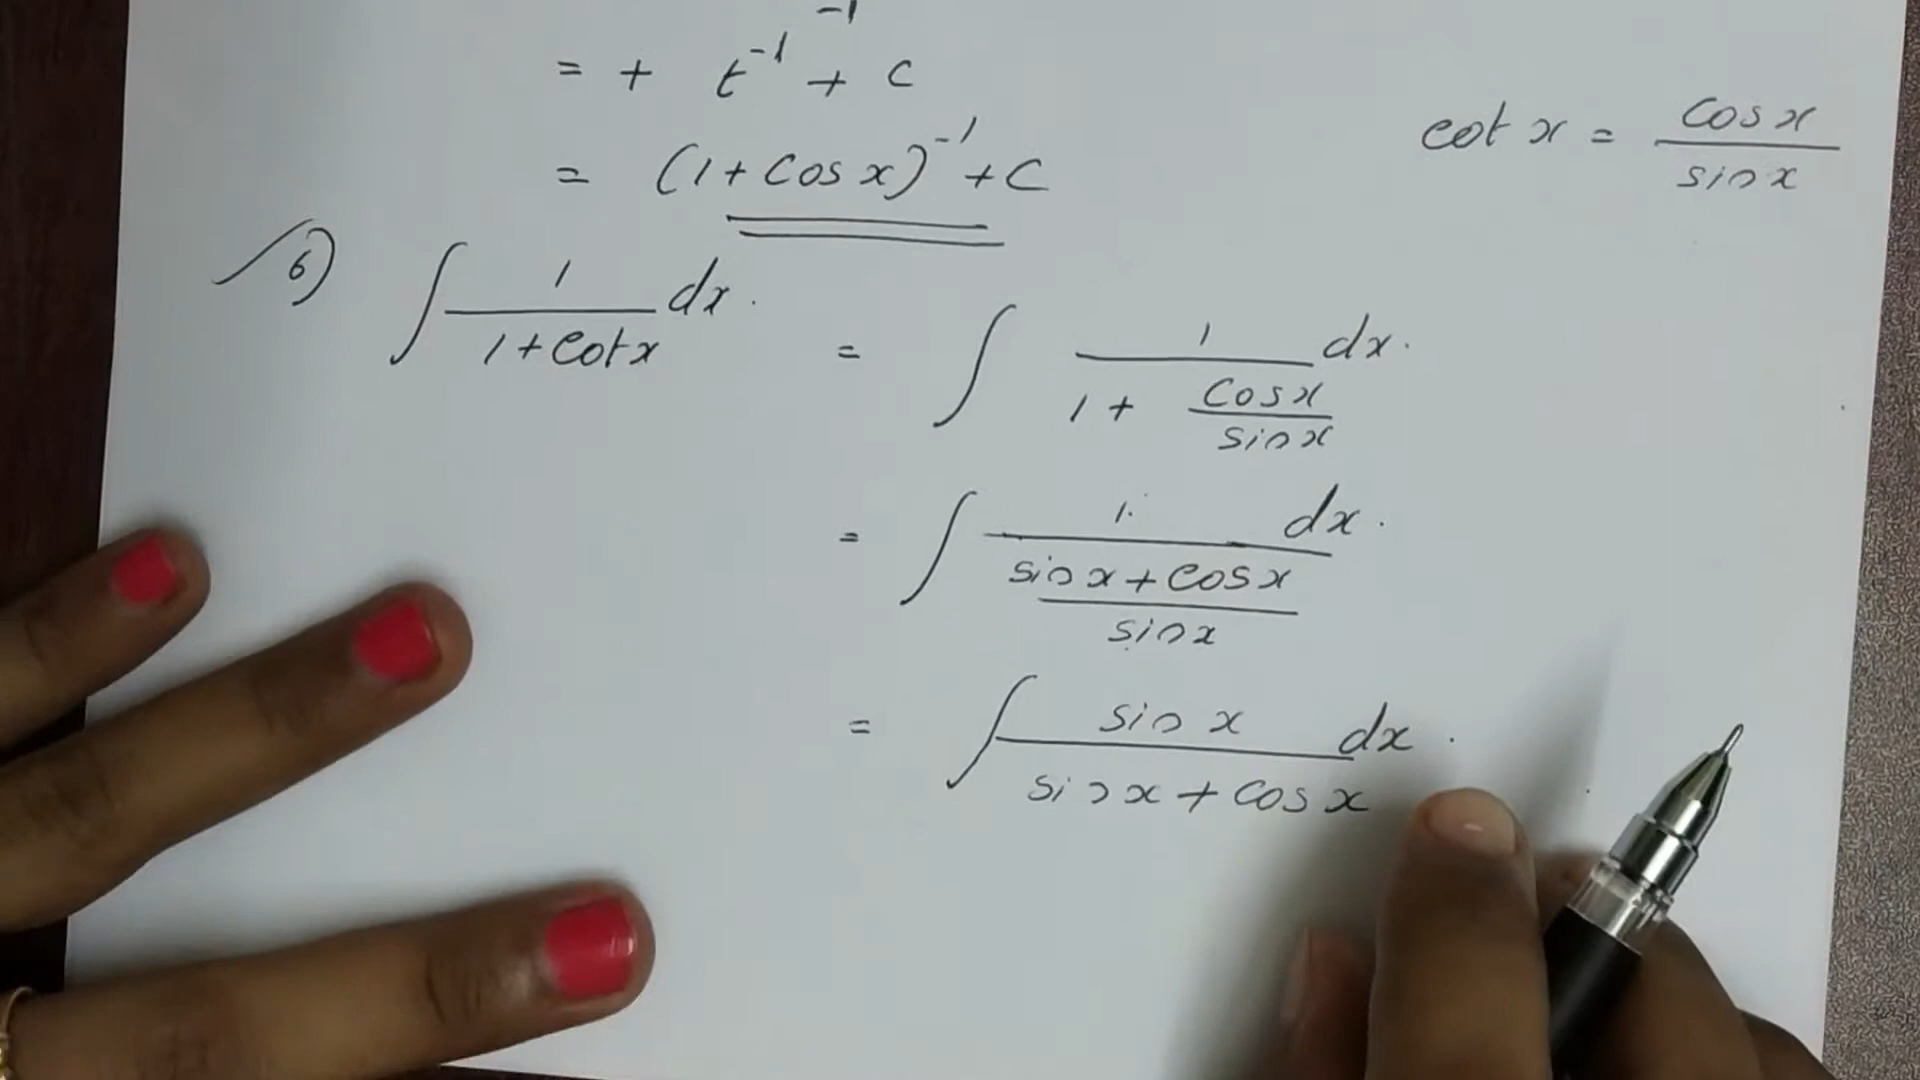 -1
= + t⁻¹ + C
= (1 + Cos x)⁻¹ + C
cot x = Cos x / sin x
6) ∫ 1 / (1 + Cot x) dx.
= ∫ 1 / (1 + Cos x / sin x) dx.
= ∫ 1. / ((sin x + Cos x) / sin x) dx.
= ∫ sin x / (sin x + cos x) dx.